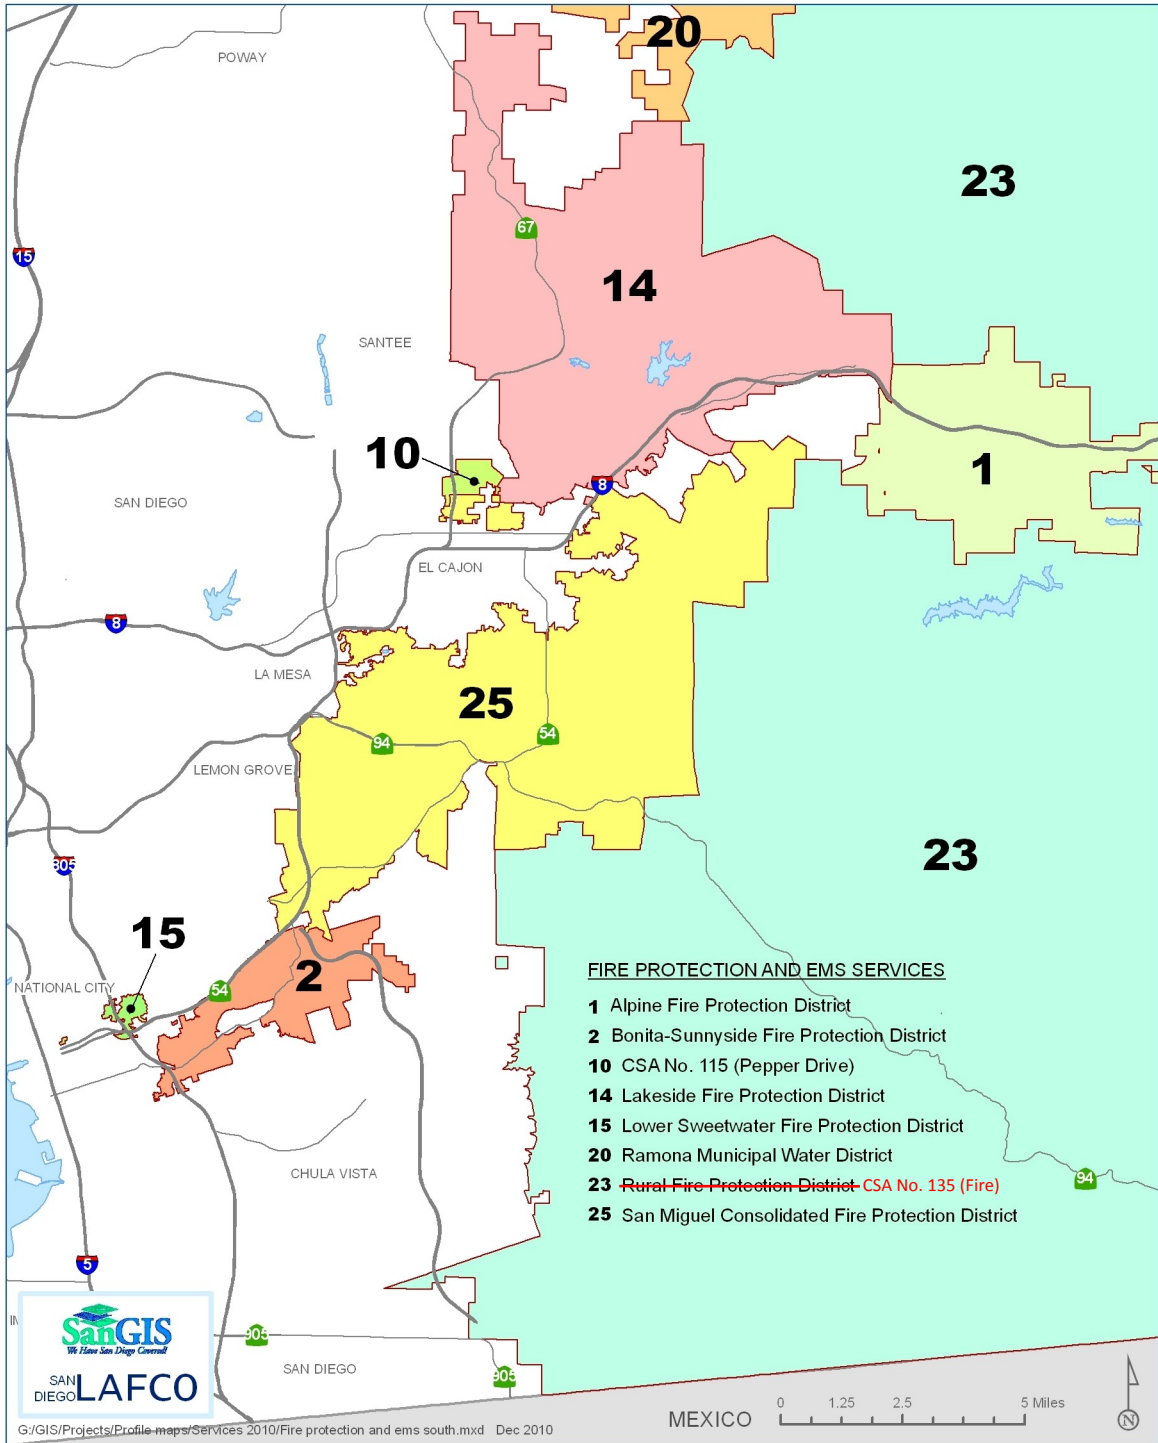 20
POWAY
23
15
67
14
SANTEE
10
1
8
SAN DIEGO
EL CAJON
8
LA MESA
25
94
54
LEMON GROVE
23
805
15
2
NATIONAL CITY
54
FIRE PROTECTION AND EMS SERVICES
1 Alpine Fire Protection District
2 Bonita-Sunnyside Fire Protection District
10 CSA No. 115 (Pepper Drive)
14 Lakeside Fire Protection District
15 Lower Sweetwater Fire Protection District
20 Ramona Municipal Water District
23 Rural Fire Protection District CSA No. 135 (Fire)
25 San Miguel Consolidated Fire Protection District
CHULA VISTA
94
5
SanGIS
We Have San Diego Covered!
SAN
DIEGO LAFCO
905
SAN DIEGO
905
MEXICO
0 1.25 2.5 5 Miles
N
G:/GIS/Projects/Profile maps/Services 2010/Fire protection and ems south.mxd Dec 2010